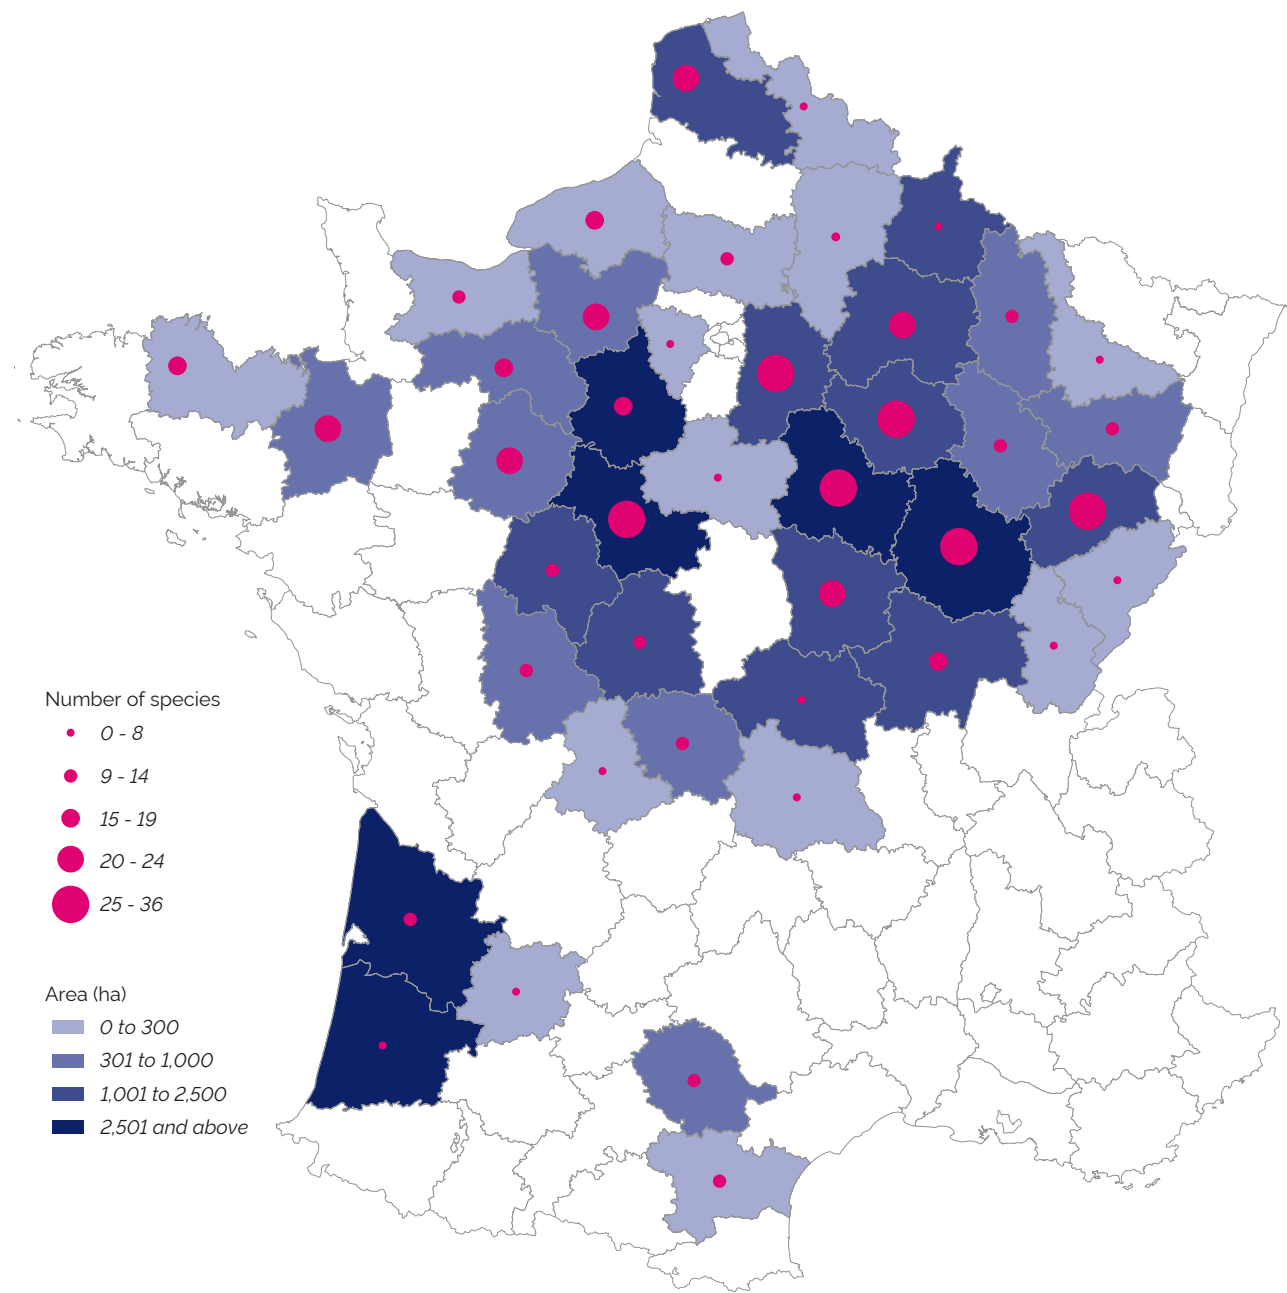 Number of species
0 - 8
9 - 14
15 - 19
20 - 24
25 - 36
Area (ha)
0 to 300
301 to 1,000
1,001 to 2,500
2,501 and above